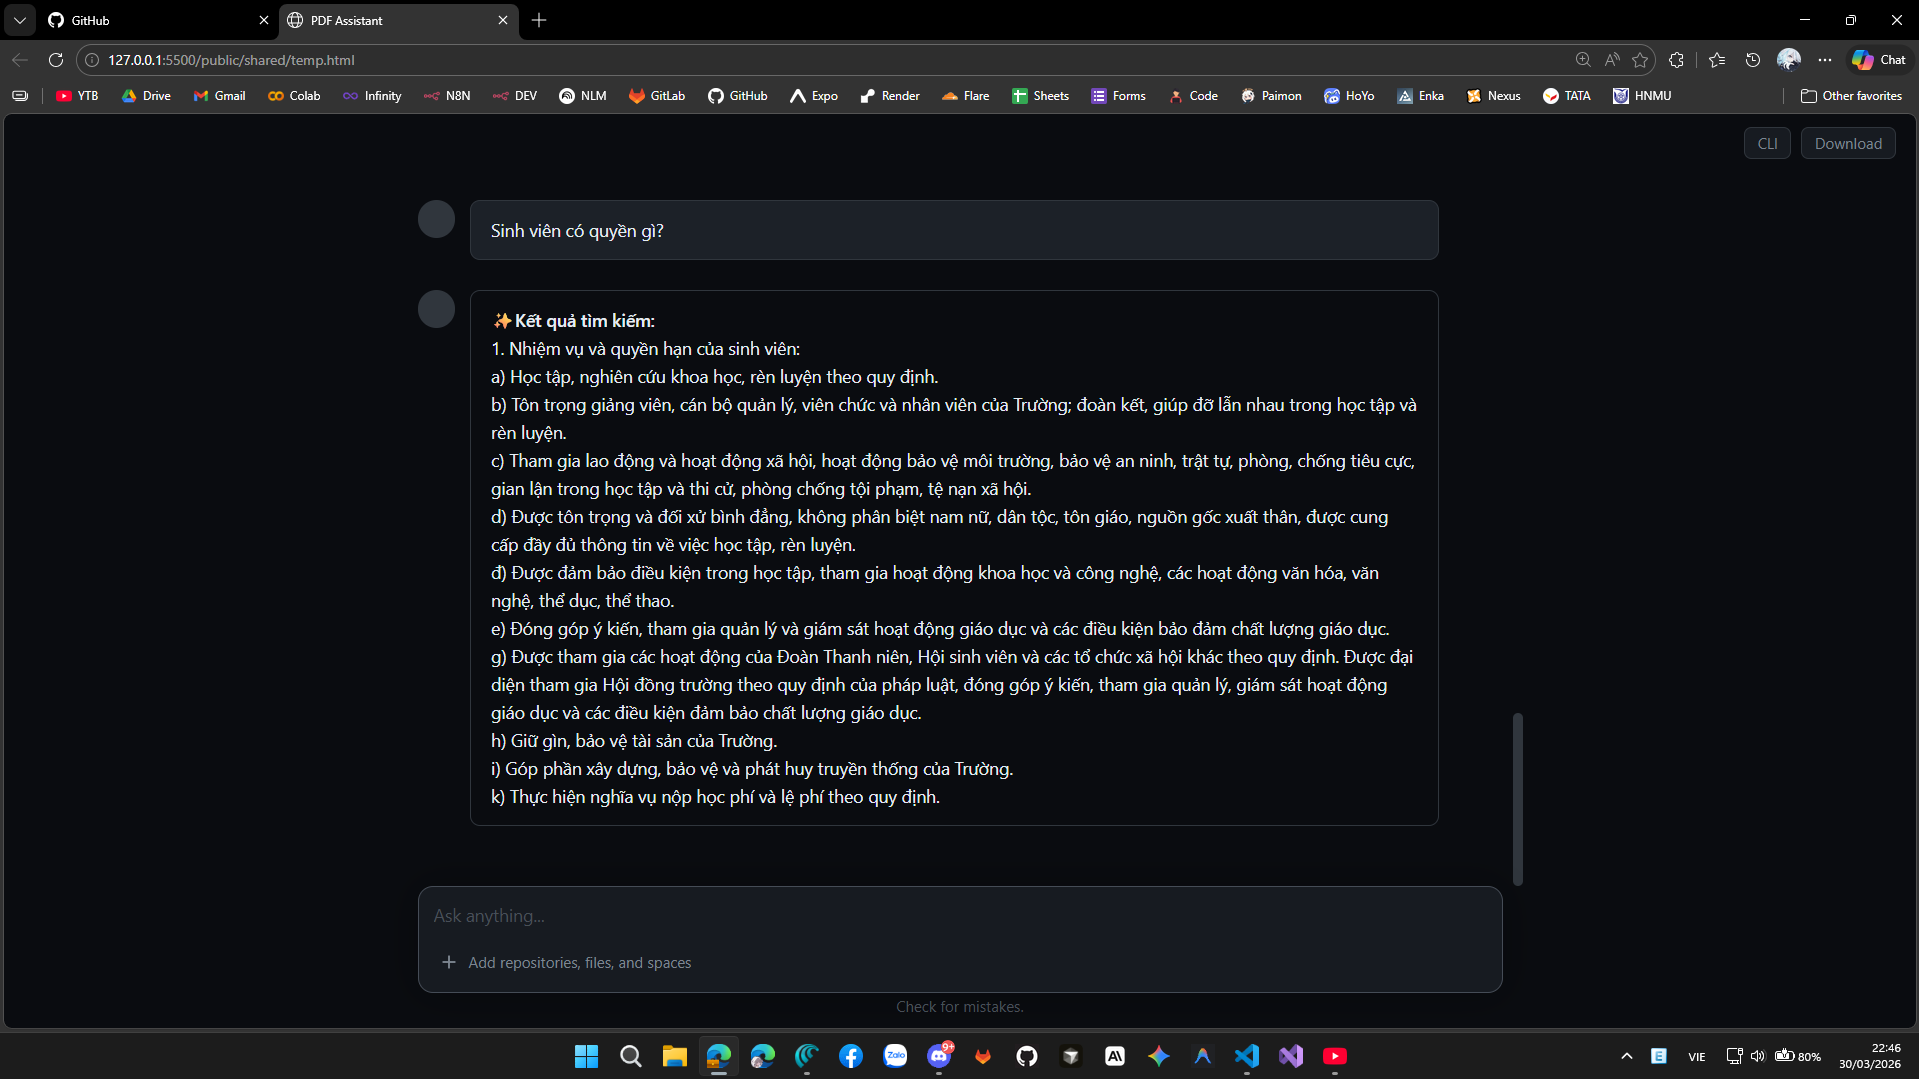 GitHub
PDF Assistant
127.0.0.1:5500/public/shared/temp.html
Chat
YTB
Drive
Gmail
Colab
Infinity
N8N
DEV
NLM
GitLab
GitHub
Expo
Render
Flare
Sheets
Forms
Code
Paimon
HoYo
Enka
Nexus
TATA
HNMU
Other favorites
CLI
Download
Sinh viên có quyền gì?
✨Kết quả tìm kiếm:
1. Nhiệm vụ và quyền hạn của sinh viên:
a) Học tập, nghiên cứu khoa học, rèn luyện theo quy định.
b) Tôn trọng giảng viên, cán bộ quản lý, viên chức và nhân viên của Trường; đoàn kết, giúp đỡ lẫn nhau trong học tập và
rèn luyện.
c) Tham gia lao động và hoạt động xã hội, hoạt động bảo vệ môi trường, bảo vệ an ninh, trật tự, phòng, chống tiêu cực,
gian lận trong học tập và thi cử, phòng chống tội phạm, tệ nạn xã hội.
d) Được tôn trọng và đối xử bình đẳng, không phân biệt nam nữ, dân tộc, tôn giáo, nguồn gốc xuất thân, được cung
cấp đầy đủ thông tin về việc học tập, rèn luyện.
đ) Được đảm bảo điều kiện trong học tập, tham gia hoạt động khoa học và công nghệ, các hoạt động văn hóa, văn
nghệ, thể dục, thể thao.
e) Đóng góp ý kiến, tham gia quản lý và giám sát hoạt động giáo dục và các điều kiện bảo đảm chất lượng giáo dục.
g) Được tham gia các hoạt động của Đoàn Thanh niên, Hội sinh viên và các tổ chức xã hội khác theo quy định. Được đại
diện tham gia Hội đồng trường theo quy định của pháp luật, đóng góp ý kiến, tham gia quản lý, giám sát hoạt động
giáo dục và các điều kiện đảm bảo chất lượng giáo dục.
h) Giữ gìn, bảo vệ tài sản của Trường.
i) Góp phần xây dựng, bảo vệ và phát huy truyền thống của Trường.
k) Thực hiện nghĩa vụ nộp học phí và lệ phí theo quy định.
Ask anything...
Add repositories, files, and spaces
Check for mistakes.
Zalo
9+
VIE
80%
22:46
30/03/2026